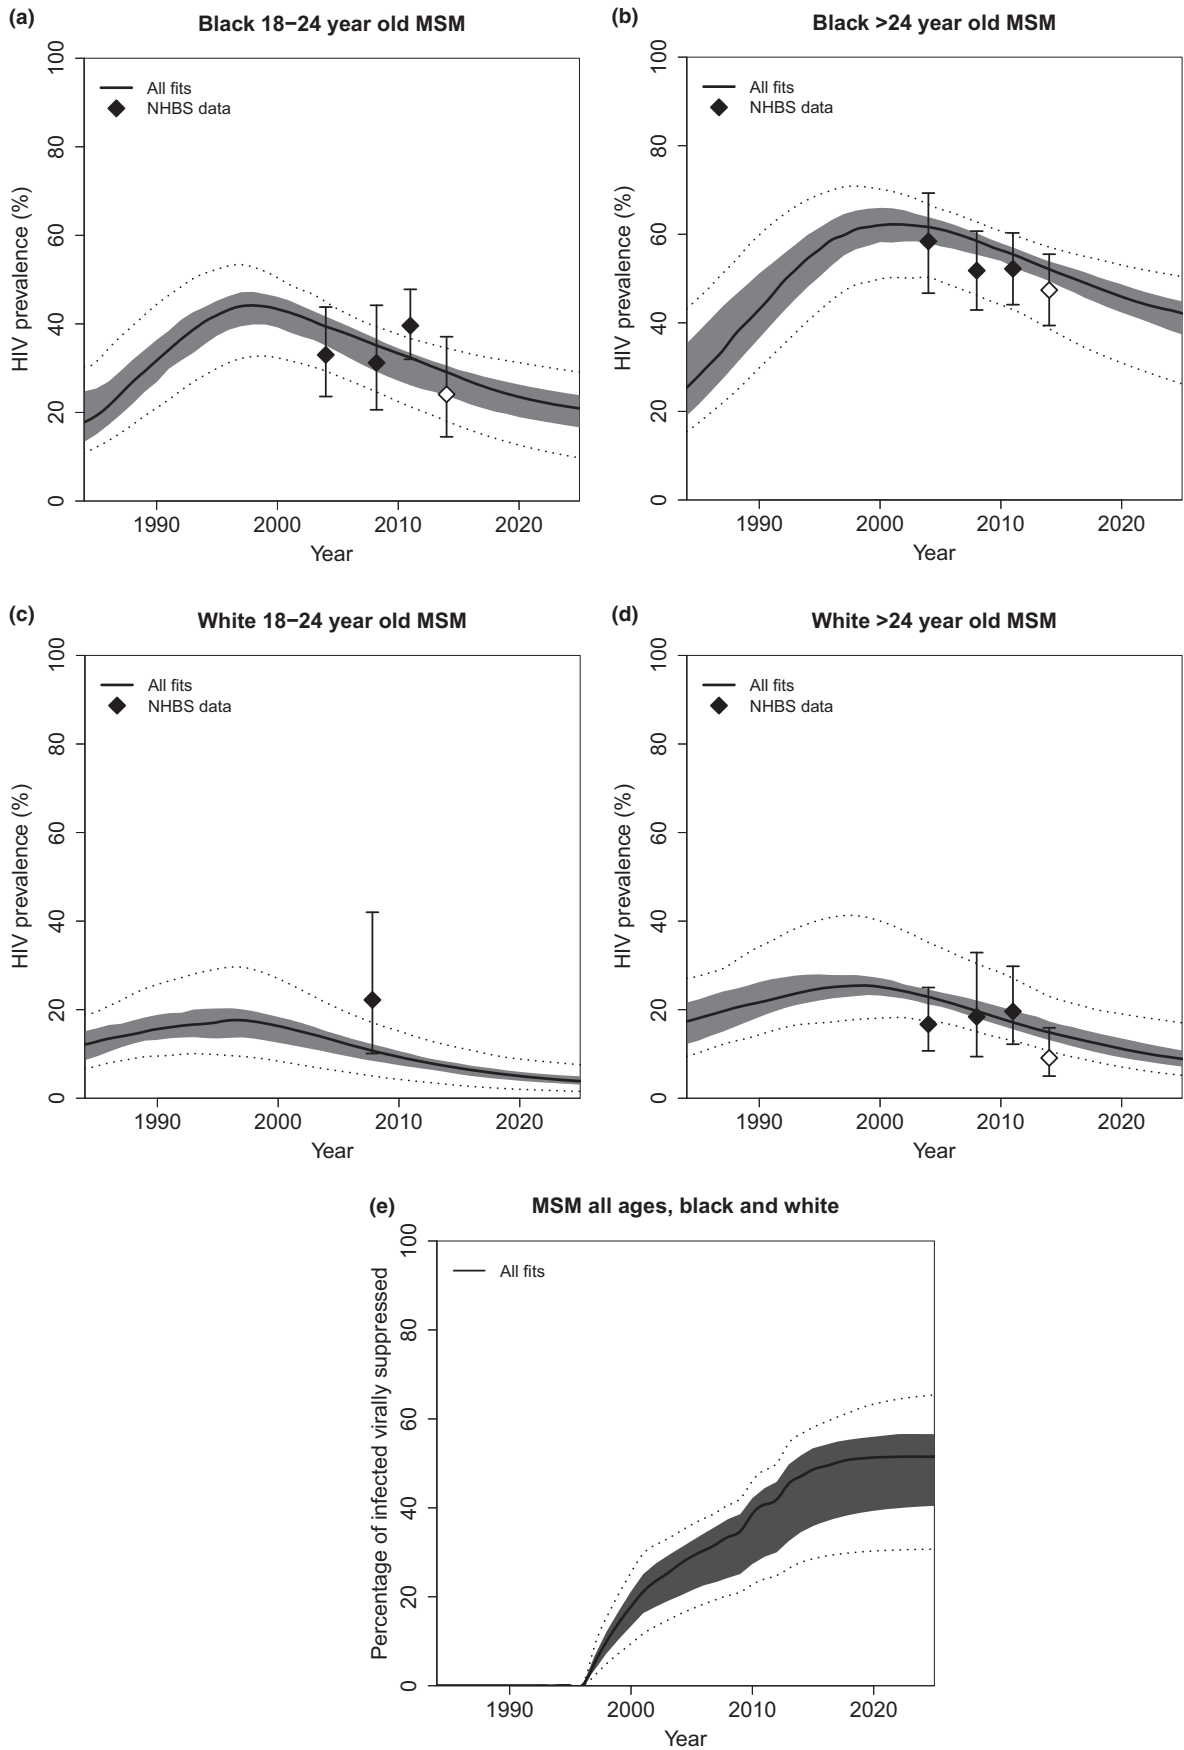 (a) Black 18−24 year old MSM
HIV prevalence (%)
100
80
60
40
20
0
All fits
NHBS data
1990 2000 2010 2020
Year
(b) Black >24 year old MSM
HIV prevalence (%)
100
80
60
40
20
0
All fits
NHBS data
1990 2000 2010 2020
Year
(c) White 18−24 year old MSM
HIV prevalence (%)
100
80
60
40
20
0
All fits
NHBS data
1990 2000 2010 2020
Year
(d) White >24 year old MSM
HIV prevalence (%)
100
80
60
40
20
0
All fits
NHBS data
1990 2000 2010 2020
Year
(e) MSM all ages, black and white
Percentage of infected virally suppressed
100
80
60
40
20
0
All fits
1990 2000 2010 2020
Year